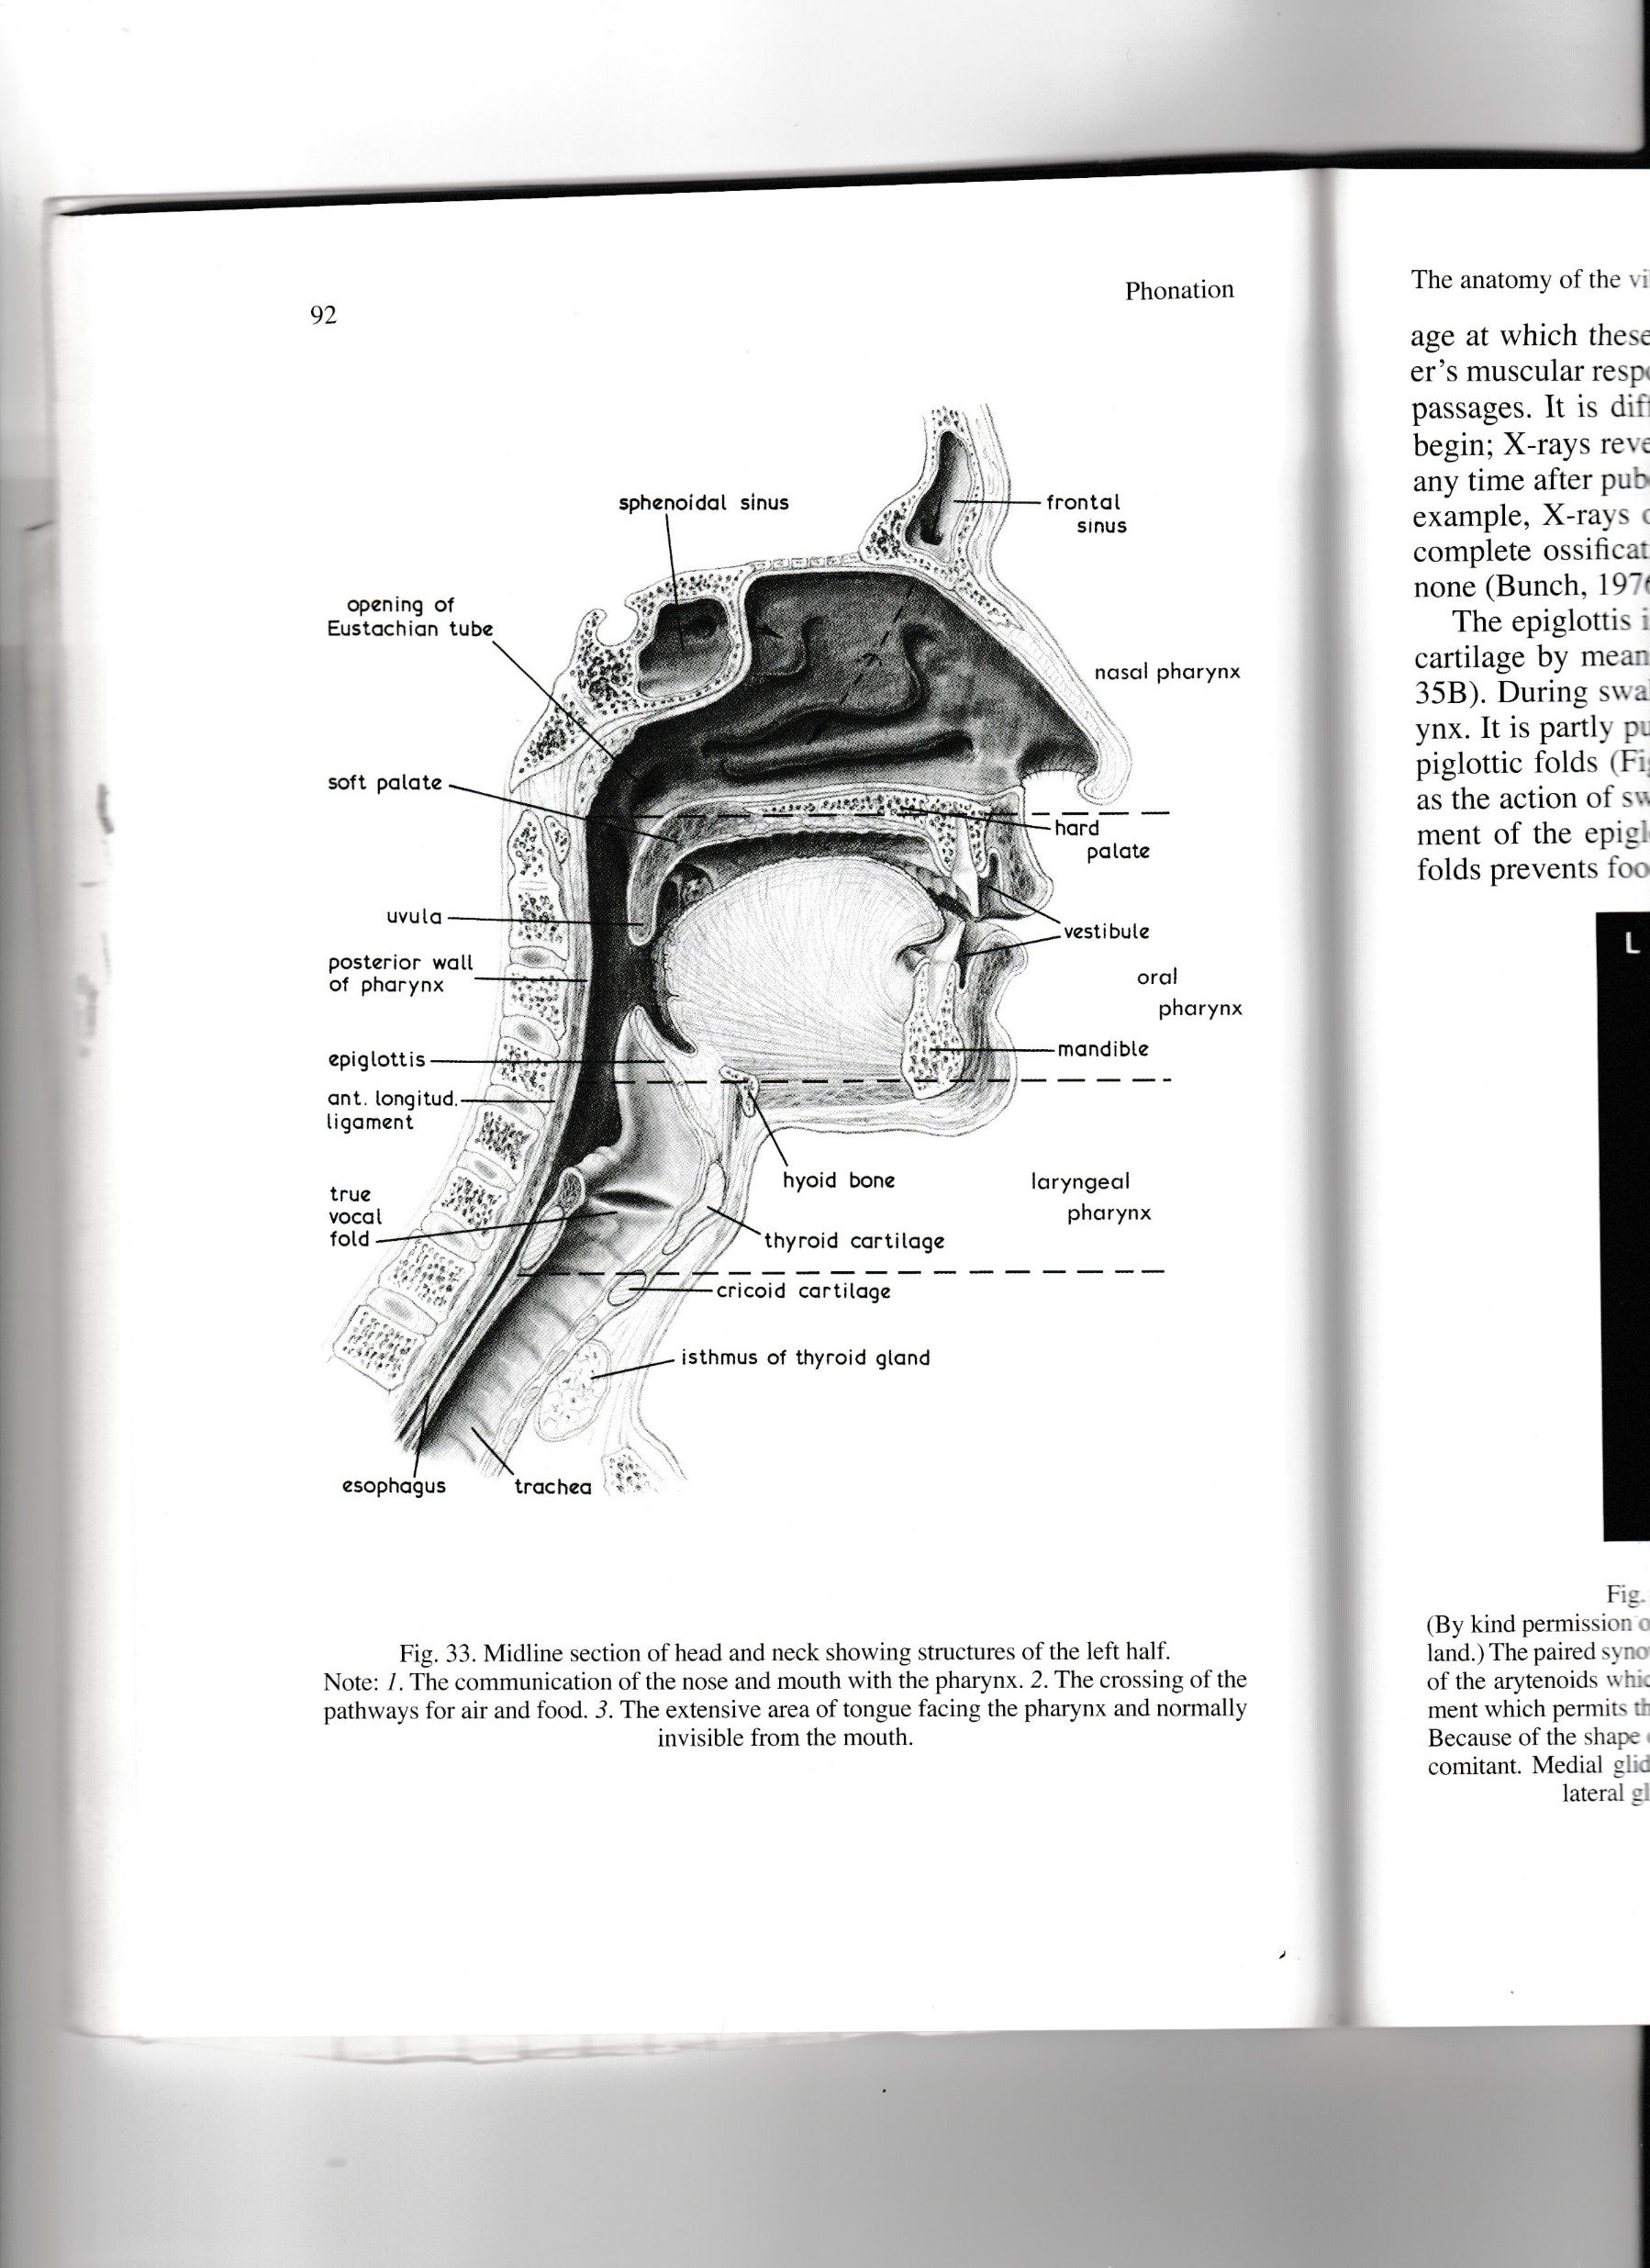 92
Phonation
sphenoidal sinus
frontal
sinus
opening of
Eustachian tube
nasal pharynx
soft palate
hard
palate
uvula
vestibule
posterior wall
of pharynx
oral
pharynx
epiglottis
mandible
ant. longitud.
ligament
hyoid bone
laryngeal
pharynx
true
vocal
fold
thyroid cartilage
cricoid cartilage
isthmus of thyroid gland
esophagus
trachea
Fig. 33. Midline section of head and neck showing structures of the left half.
Note: 1. The communication of the nose and mouth with the pharynx. 2. The crossing of the
pathways for air and food. 3. The extensive area of tongue facing the pharynx and normally
invisible from the mouth.
The anatomy of the
age at which these
er's muscular
passages. It is
begin; X-rays
any time after
example, X-rays
complete
none (Bunch,
The epiglottis
cartilage by
35B). During
ynx. It is partly
piglottic folds
as the action of
ment of the
folds prevents
L
Fig.
(By kind permission
land.) The paired
of the arytenoids
ment which permits
Because of the shape
comitant. Medial
lateral